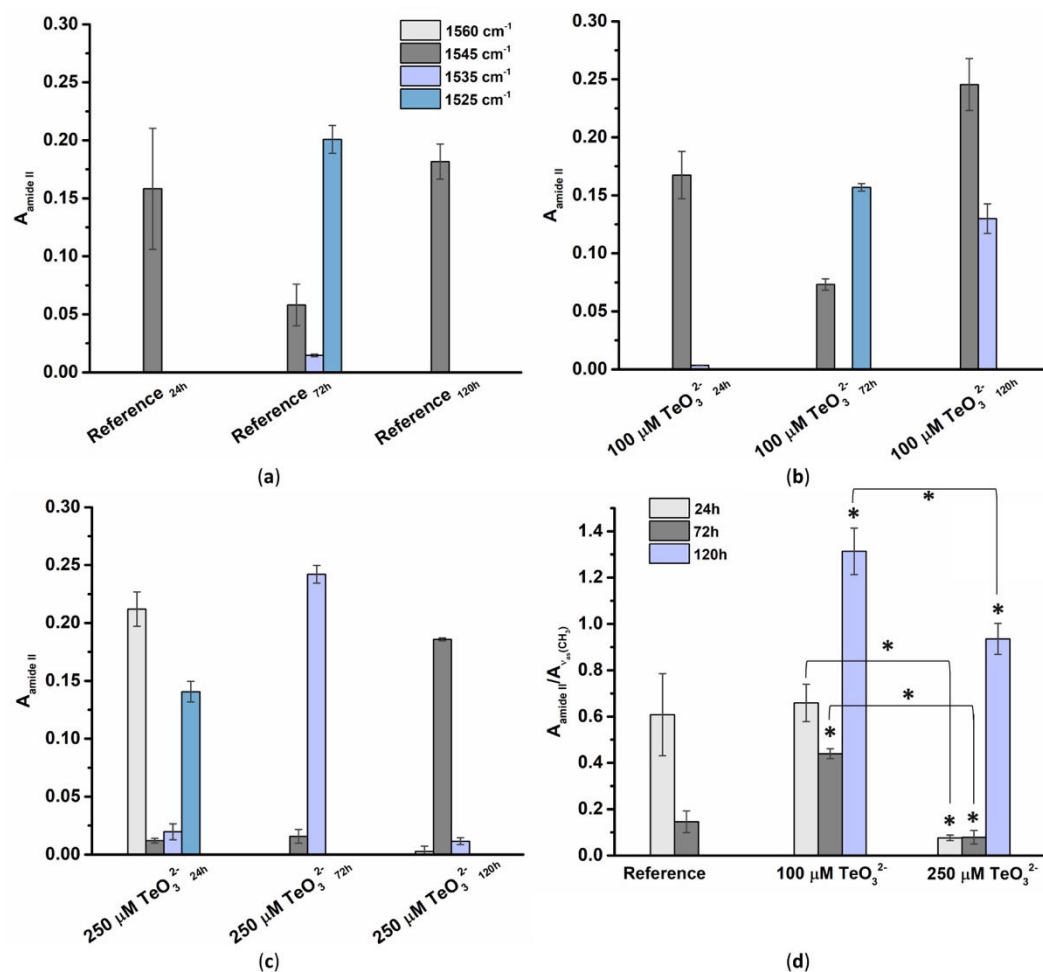 0.30
0.25
0.20
0.15
0.10
0.05
0.00
A amide II
1560 cm⁻¹
1545 cm⁻¹
1535 cm⁻¹
1525 cm⁻¹
Reference 24h
Reference 72h
Reference 120h
(a)
0.30
0.25
0.20
0.15
0.10
0.05
0.00
A amide II
100 μM TeO₃²⁻ 24h
100 μM TeO₃²⁻ 72h
100 μM TeO₃²⁻ 120h
(b)
0.30
0.25
0.20
0.15
0.10
0.05
0.00
A amide II
250 μM TeO₃²⁻ 24h
250 μM TeO₃²⁻ 72h
250 μM TeO₃²⁻ 120h
(c)
1.4
1.2
1.0
0.8
0.6
0.4
0.2
0.0
A amide II/A νas(CH₃)
24h
72h
120h
*
*
*
*
*
*
*
*
Reference
100 μM TeO₃²⁻
250 μM TeO₃²⁻
(d)